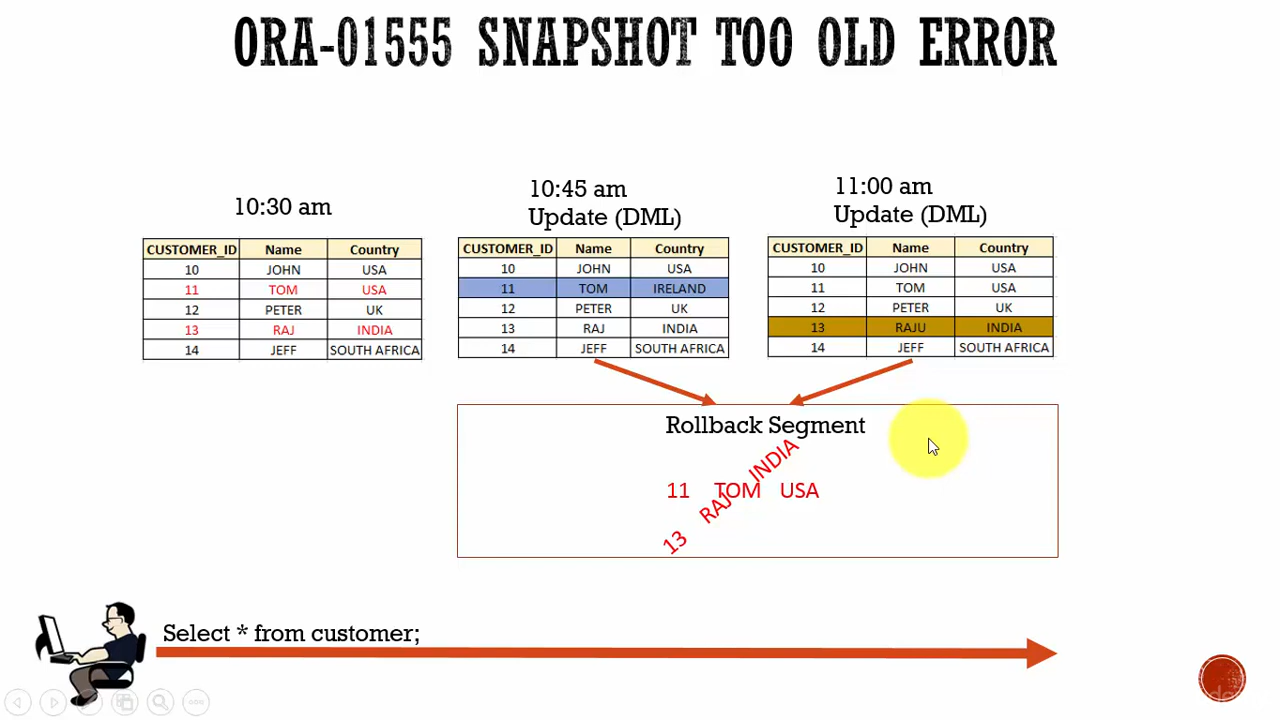 ORA-01555 SNAPSHOT TOO OLD ERROR
10:30 am
CUSTOMER_ID Name Country
10 JOHN USA
11 TOM USA
12 PETER UK
13 RAJ INDIA
14 JEFF SOUTH AFRICA
10:45 am
Update (DML)
CUSTOMER_ID Name Country
10 JOHN USA
11 TOM IRELAND
12 PETER UK
13 RAJ INDIA
14 JEFF SOUTH AFRICA
11:00 am
Update (DML)
CUSTOMER_ID Name Country
10 JOHN USA
11 TOM USA
12 PETER UK
13 RAJU INDIA
14 JEFF SOUTH AFRICA
Rollback Segment
11 TOM USA
13 RAJ INDIA
Select * from customer;